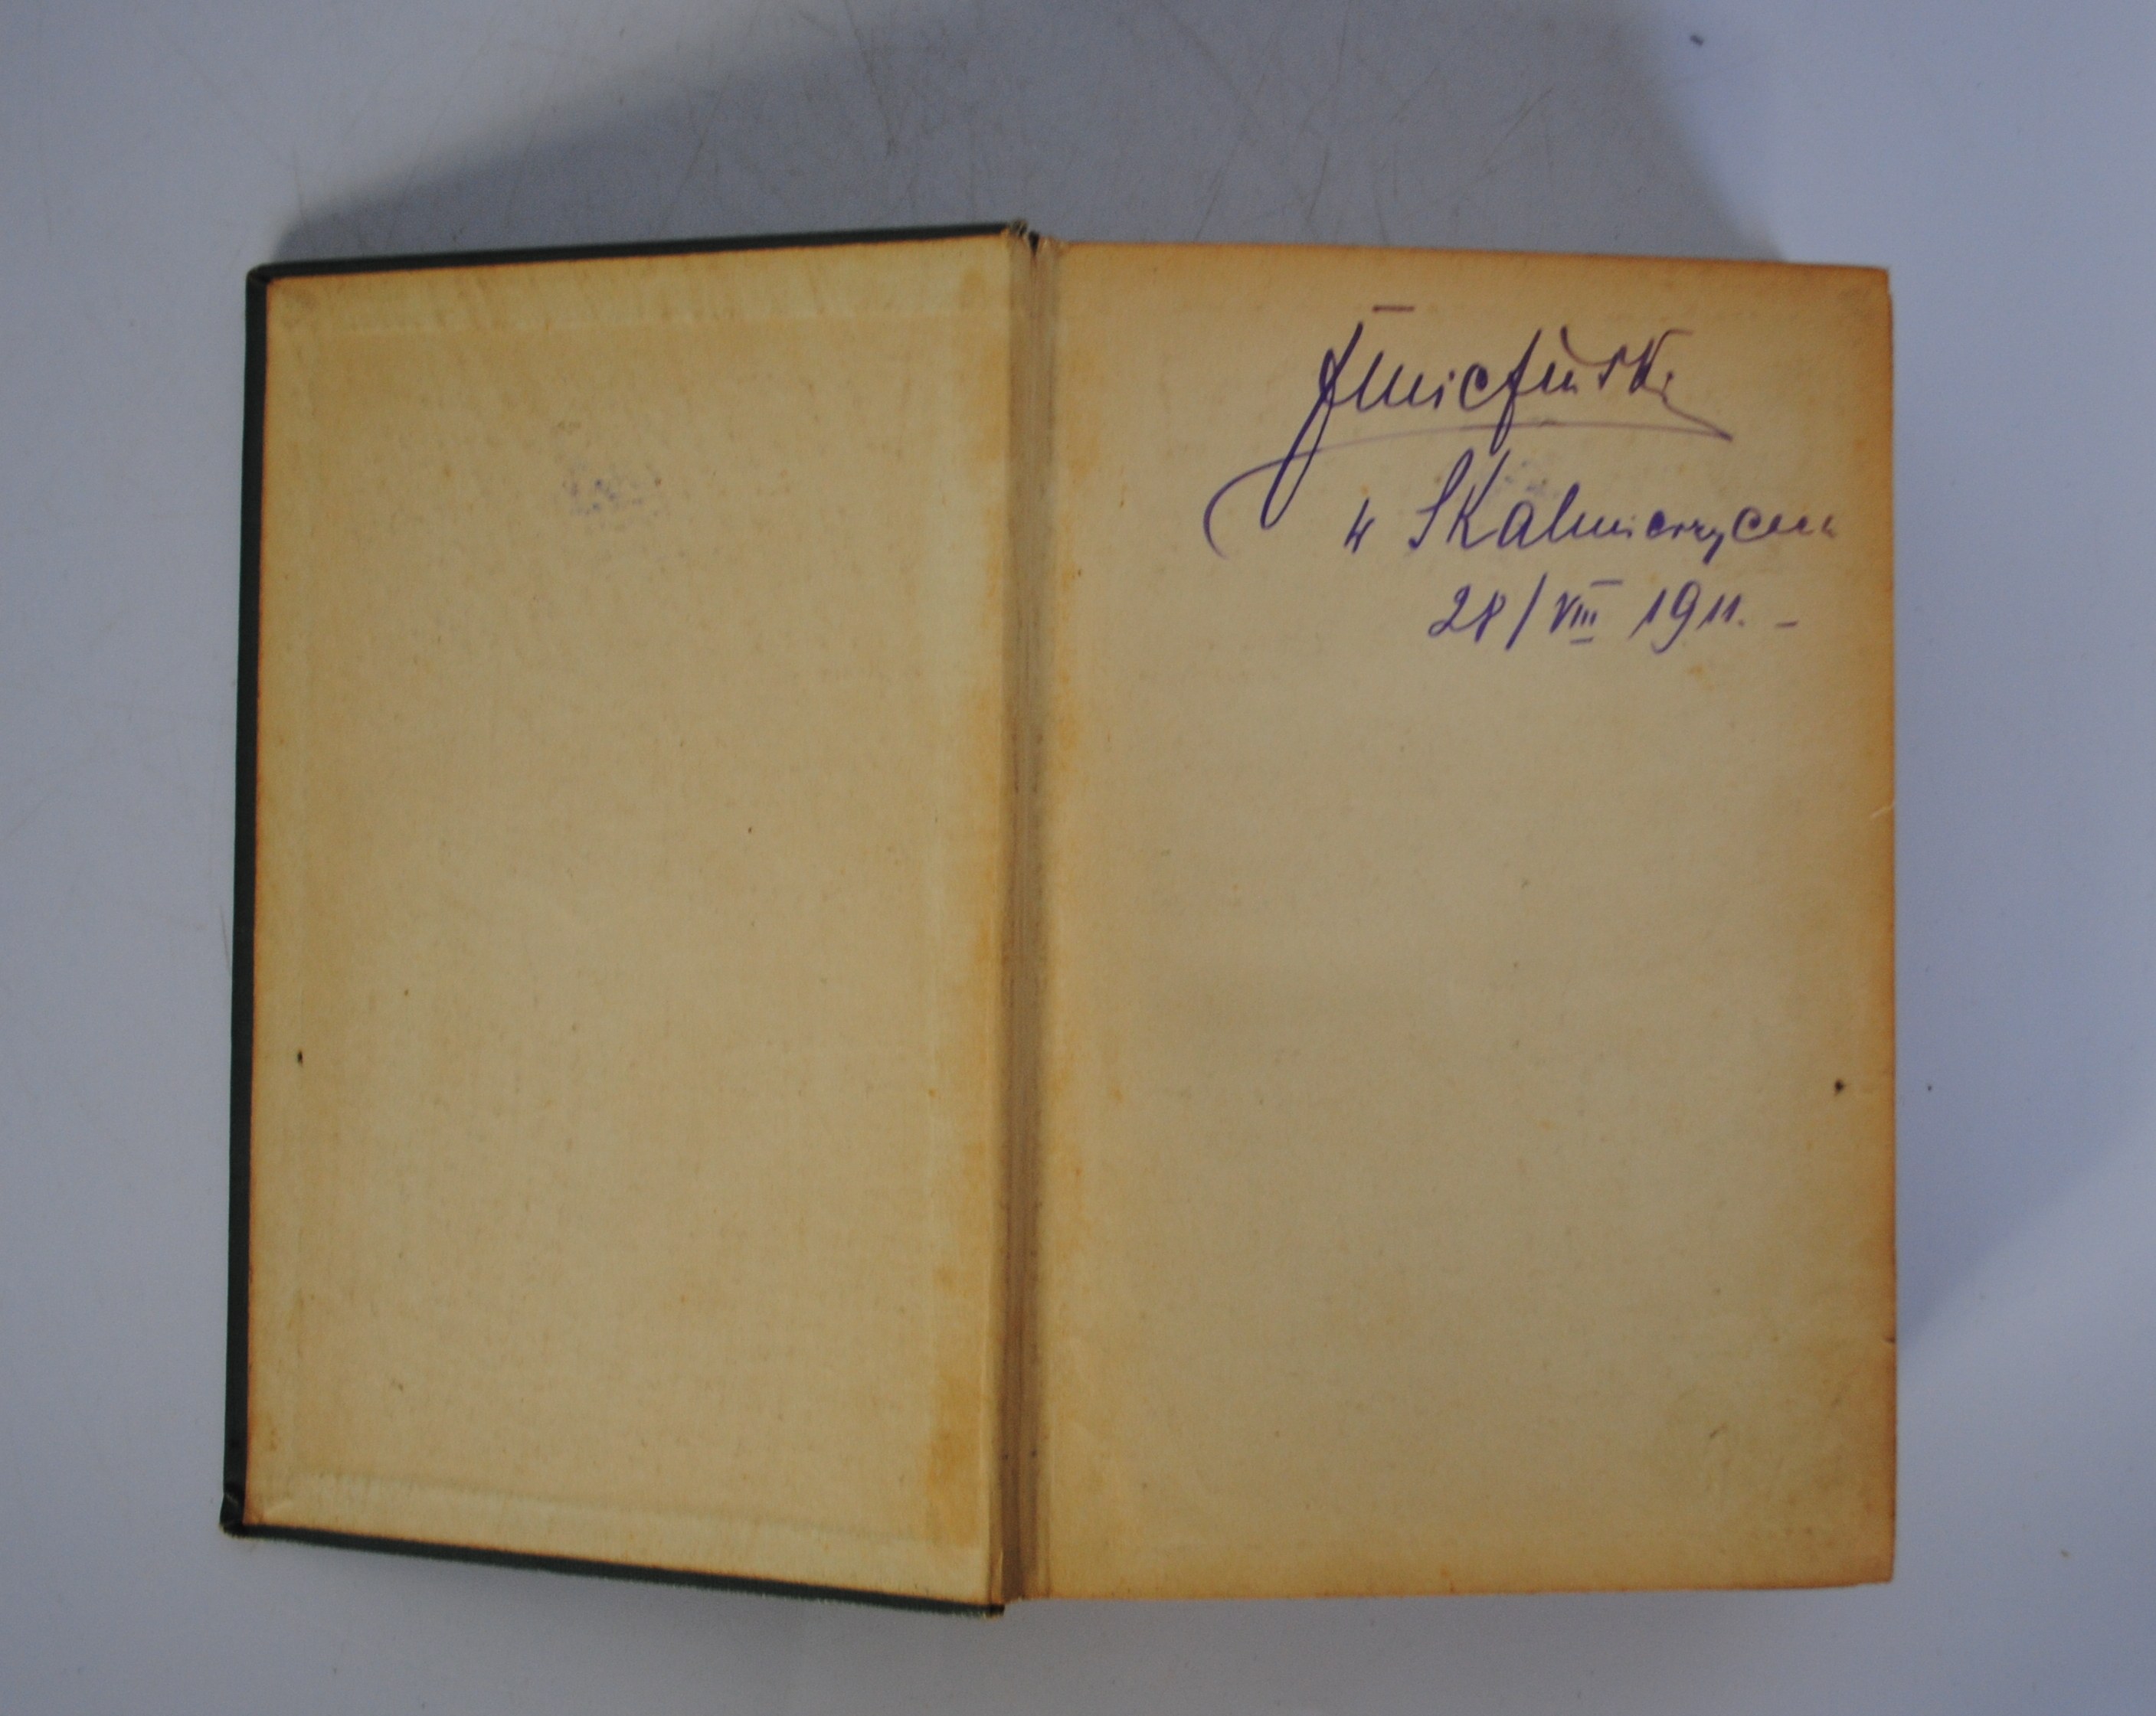 w Skalmierzycach
28/VIII 1911. –